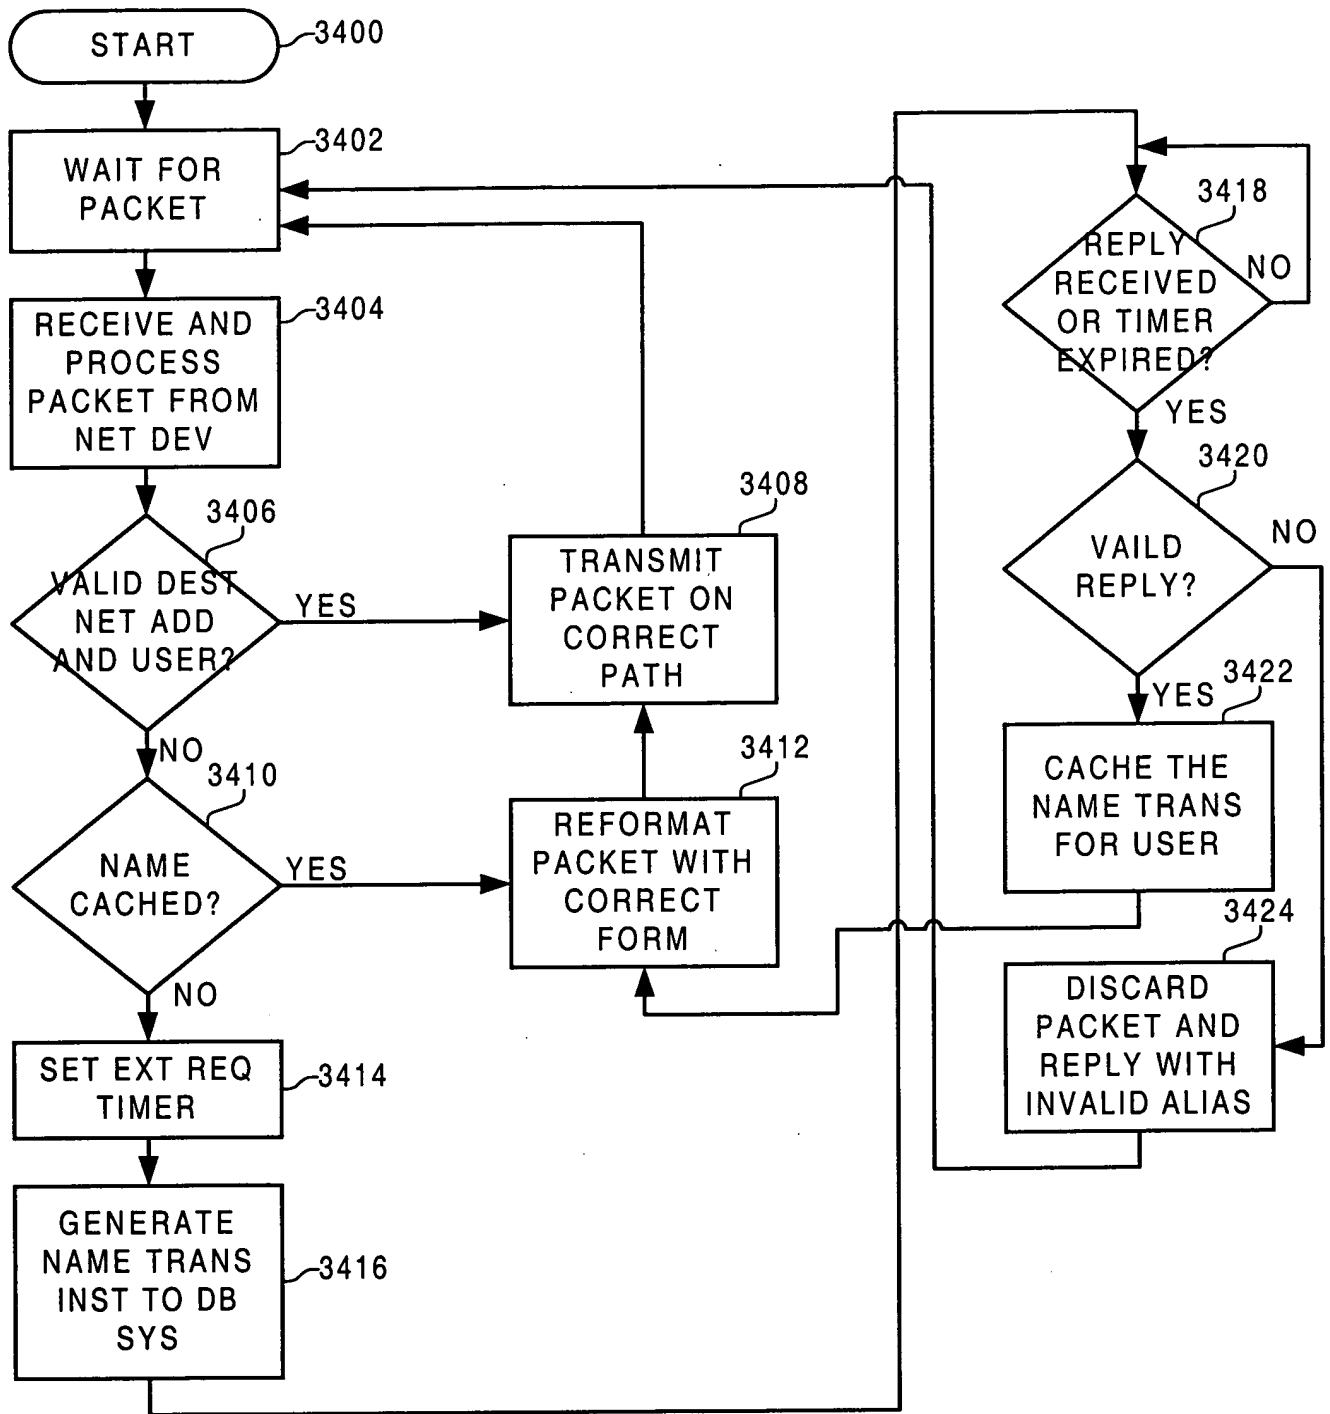 START
3400
WAIT FOR
PACKET
3402
RECEIVE AND
PROCESS
PACKET FROM
NET DEV
3404
VALID DEST
NET ADD
AND USER?
3406
YES
NO
TRANSMIT
PACKET ON
CORRECT
PATH
3408
NAME
CACHED?
3410
YES
NO
REFORMAT
PACKET WITH
CORRECT
FORM
3412
SET EXT REQ
TIMER
3414
GENERATE
NAME TRANS
INST TO DB
SYS
3416
REPLY
RECEIVED
OR TIMER
EXPIRED?
3418
NO
YES
VAILD
REPLY?
3420
NO
YES
CACHE THE
NAME TRANS
FOR USER
3422
DISCARD
PACKET AND
REPLY WITH
INVALID ALIAS
3424